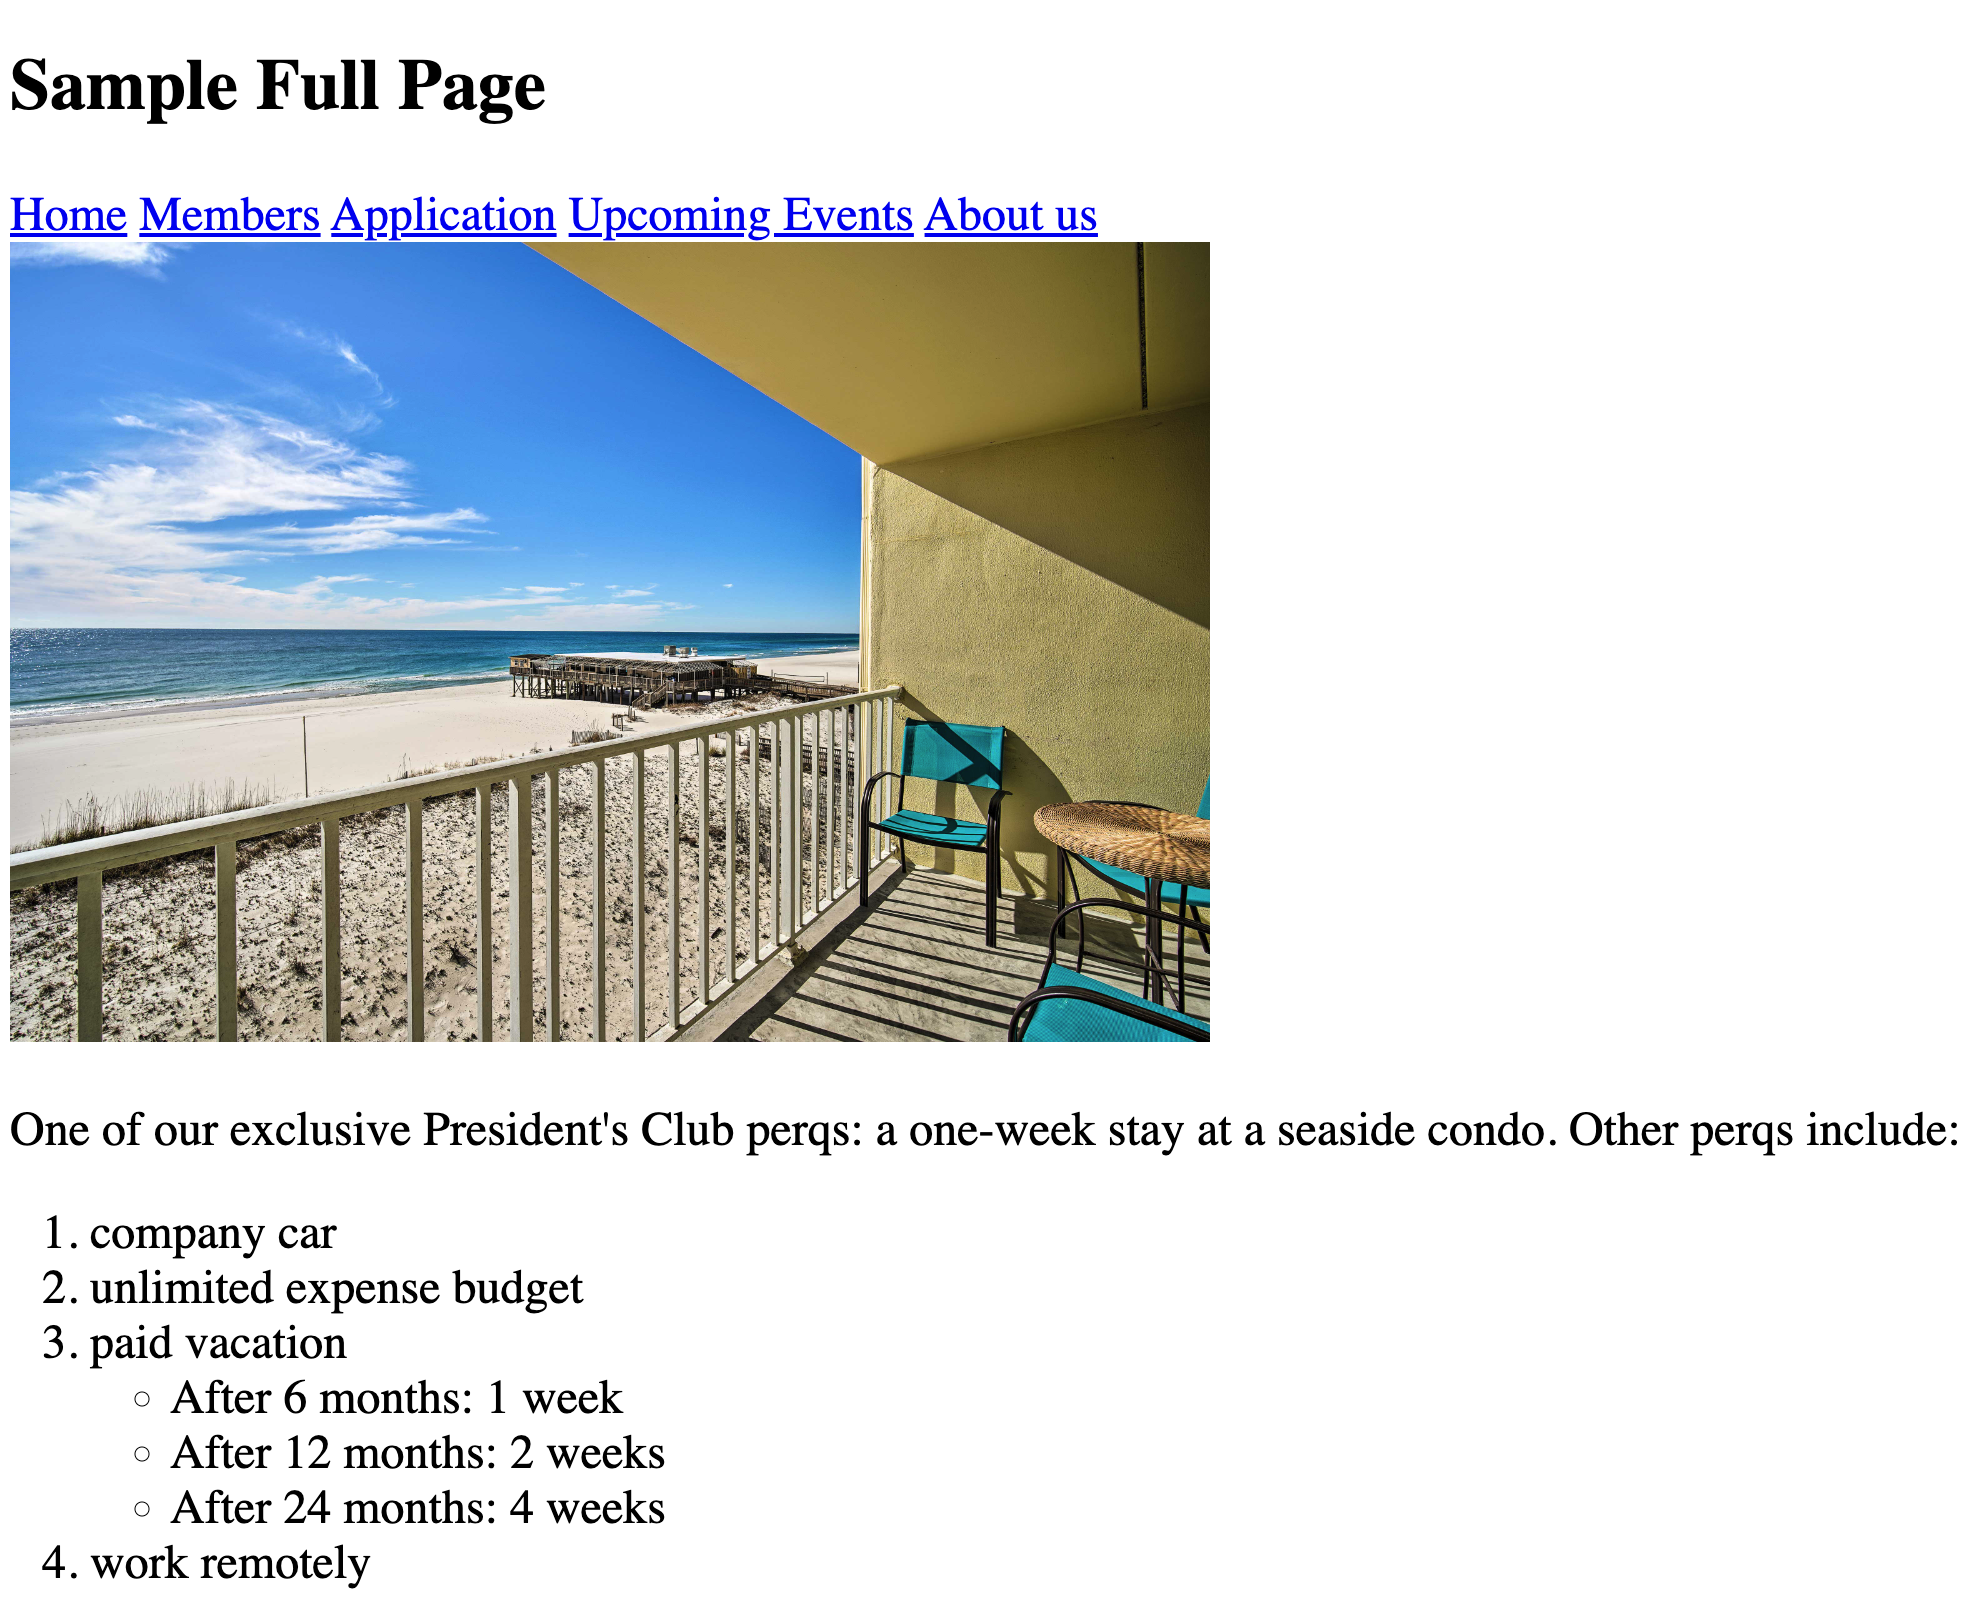 Sample Full Page
Home Members Application Upcoming Events About us
One of our exclusive President's Club perqs: a one-week stay at a seaside condo. Other perqs include:
1. company car
2. unlimited expense budget
3. paid vacation
◦ After 6 months: 1 week
◦ After 12 months: 2 weeks
◦ After 24 months: 4 weeks
4. work remotely